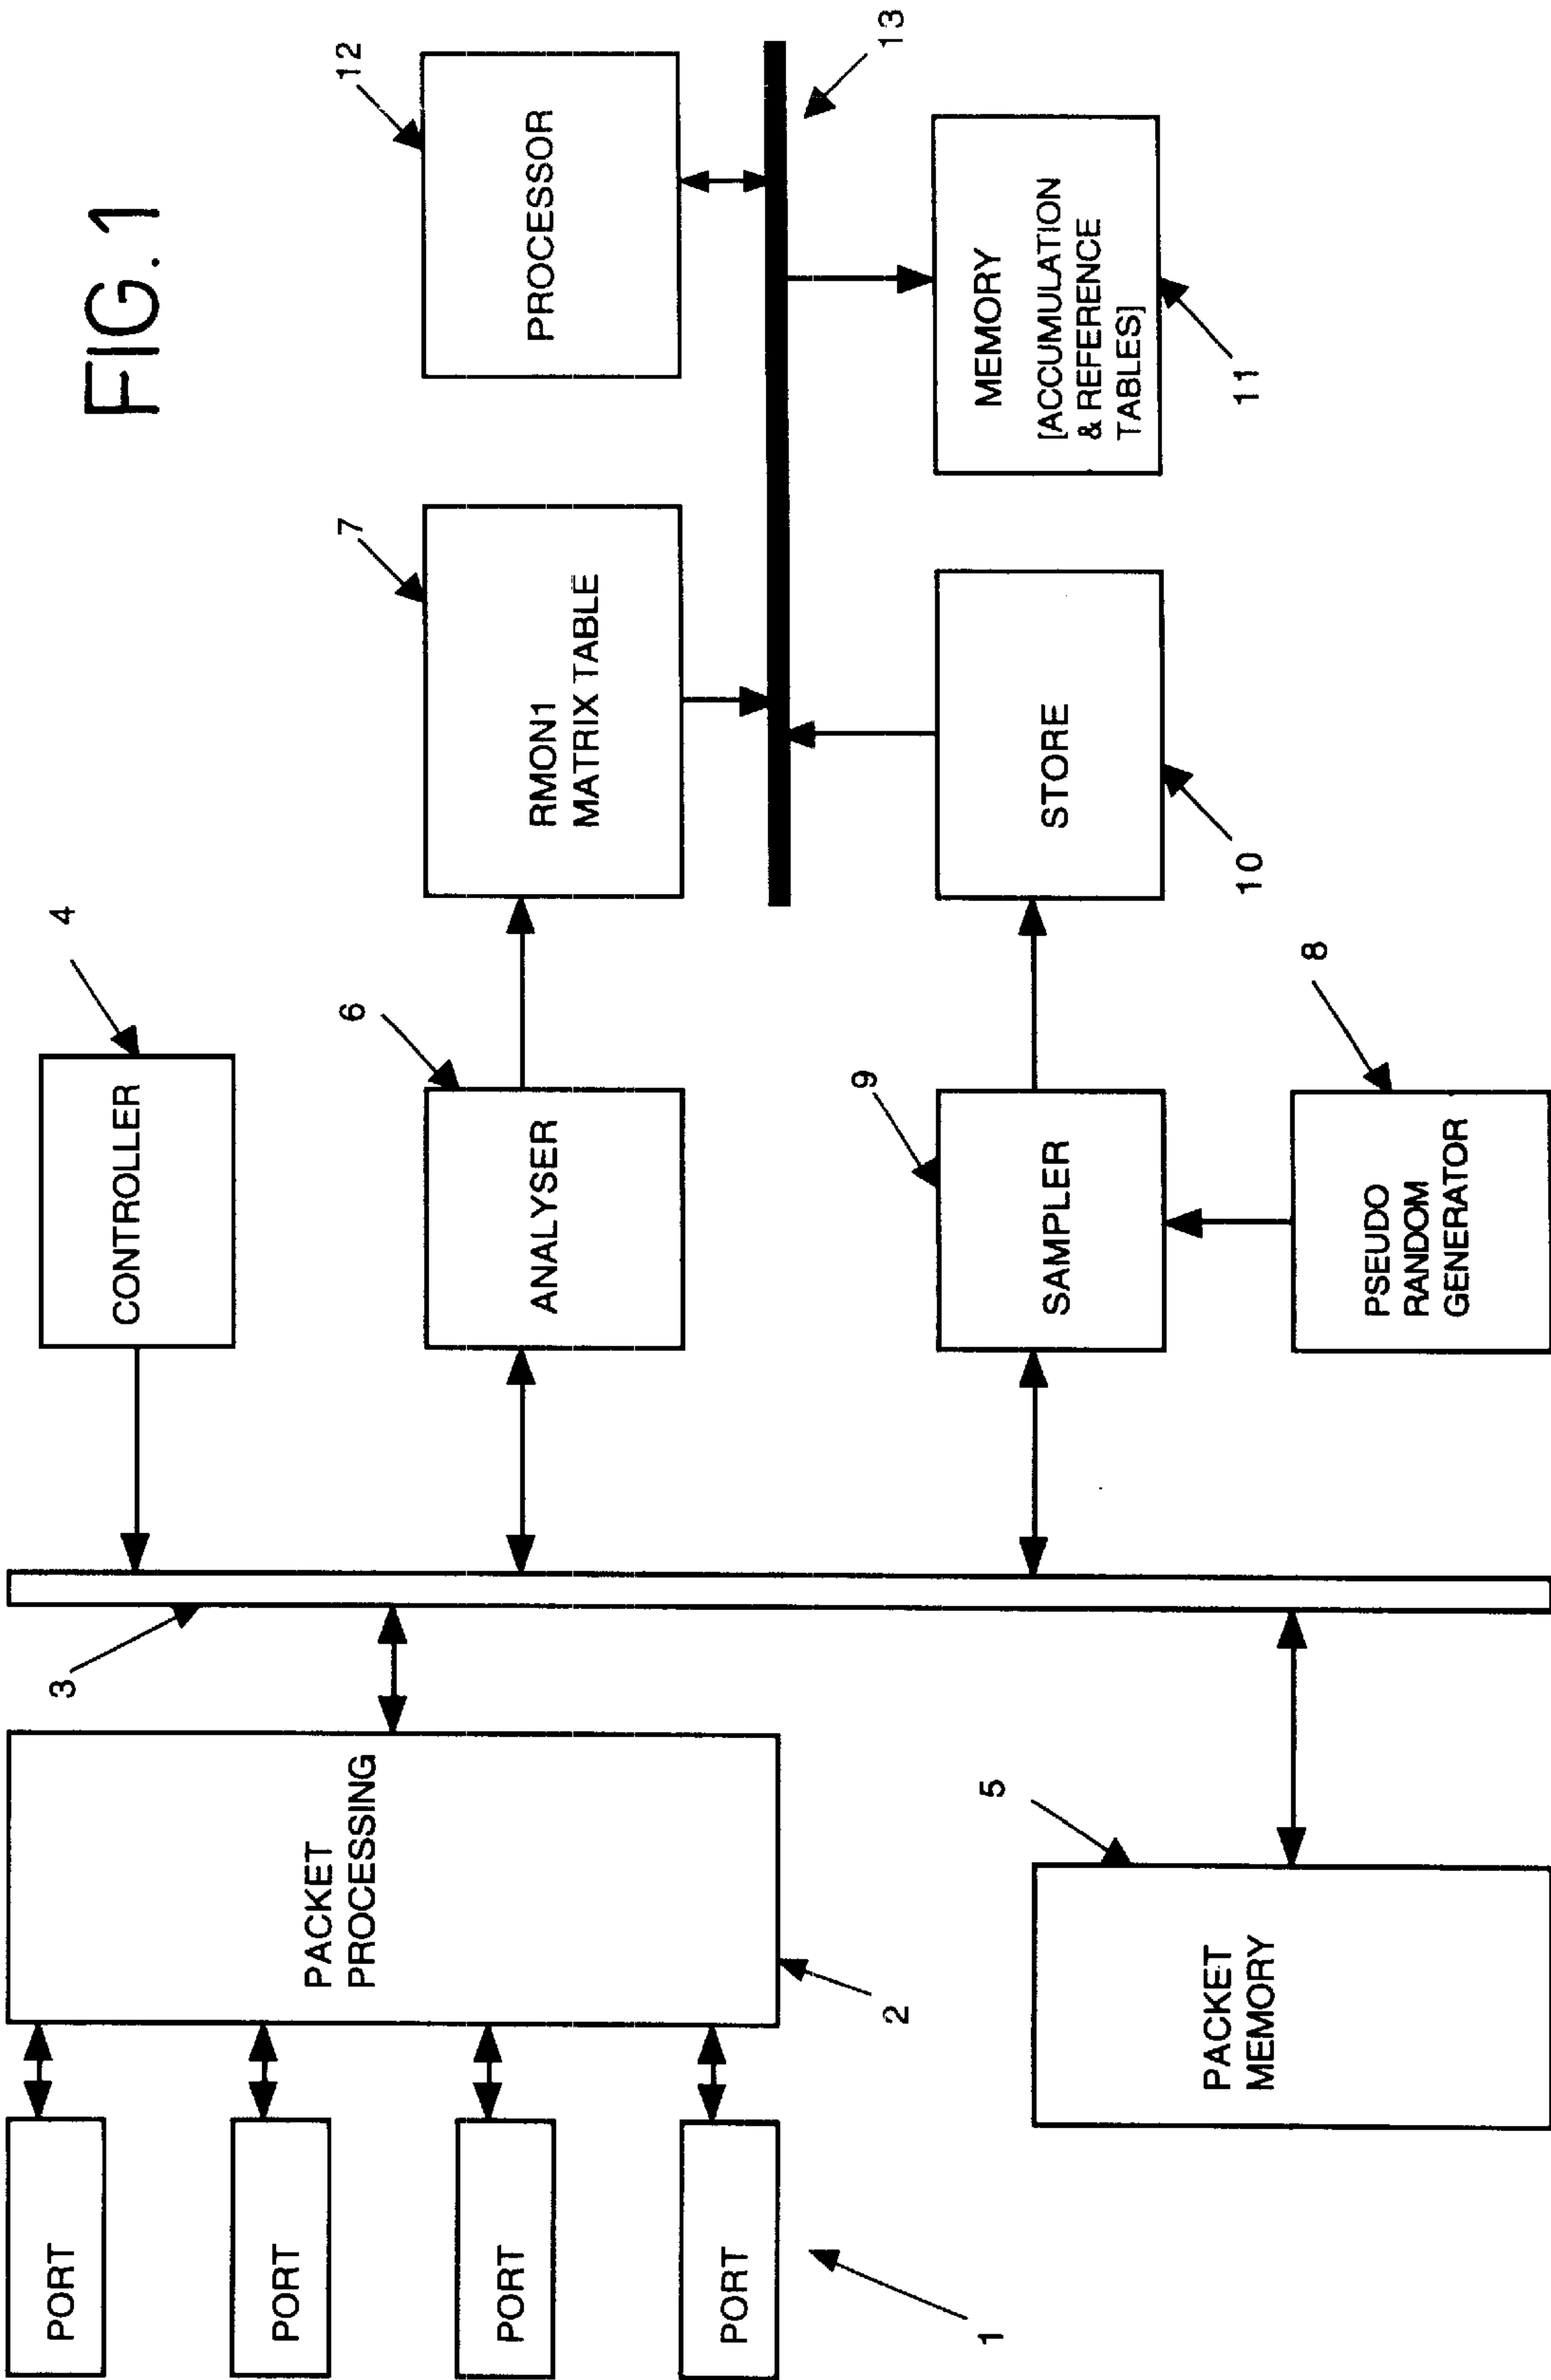 FIG. 1
PORT
PORT
PORT
PORT
1
PACKET
PROCESSING
2
3
CONTROLLER
4
PACKET
MEMORY
5
ANALYSER
6
RMON1
MATRIX TABLE
7
PROCESSOR
12
13
SAMPLER
9
PSEUDO
RANDOM
GENERATOR
8
STORE
10
MEMORY
[ACCUMULATION
& REFERENCE
TABLES]
11